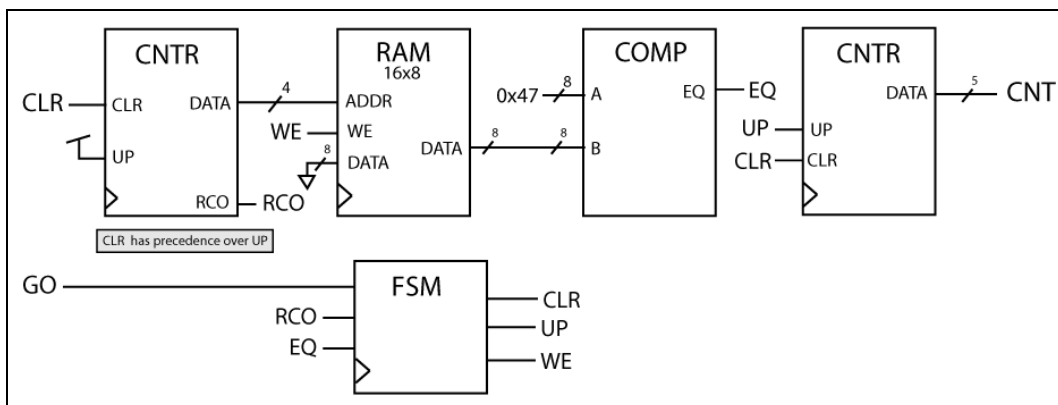 CNTR
CLR
CLR
DATA
4
UP
RCO
RCO
CLR has precedence over UP
RAM
16x8
ADDR
WE
WE
8
DATA
DATA
8
8
COMP
0x47
8
A
B
EQ
EQ
CNTR
DATA
5
CNT
UP
UP
CLR
CLR
GO
FSM
RCO
EQ
CLR
UP
WE